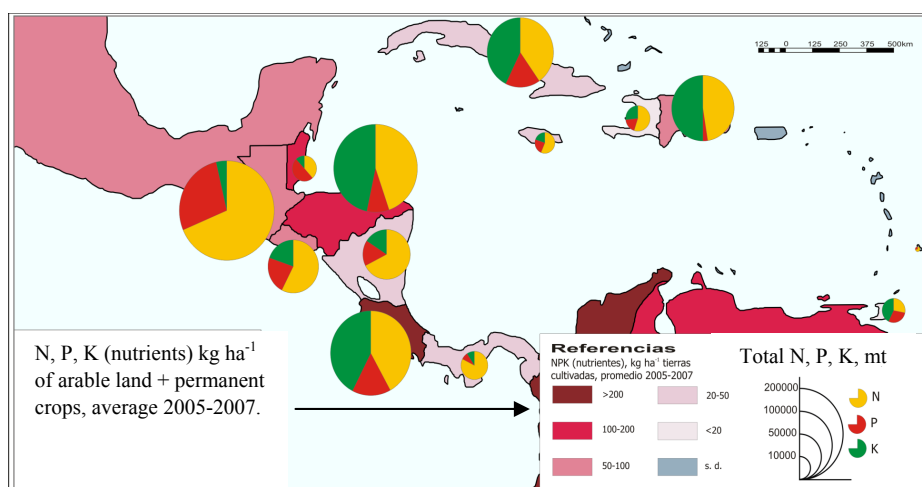 125 0 125 250 375 500km
N, P, K (nutrients) kg ha-1
of arable land + permanent
crops, average 2005-2007.
Referencias
NPK (nutrientes), kg ha-1 tierras
cultivadas, promedio 2005-2007
>200
20-50
100-200
<20
50-100
s. d.
Total N, P, K, mt
200000
100000
50000
10000
N
P
K